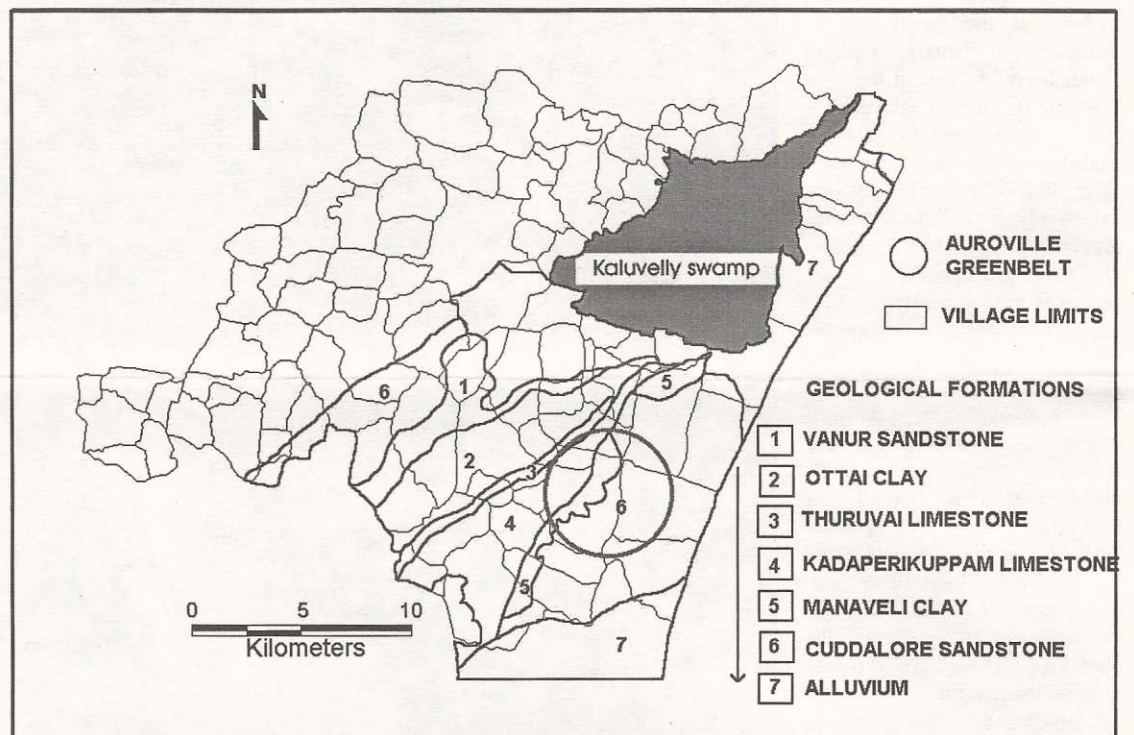 N
Kaluvelly swamp
7
6
1
5
2
3
4
6
5
7
0 5 10
Kilometers
AUROVILLE
GREENBELT
VILLAGE LIMITS
GEOLOGICAL FORMATIONS
1 VANUR SANDSTONE
2 OTTAI CLAY
3 THURUVAI LIMESTONE
4 KADAPERIKUPPAM LIMESTONE
5 MANAVELI CLAY
6 CUDDALORE SANDSTONE
7 ALLUVIUM